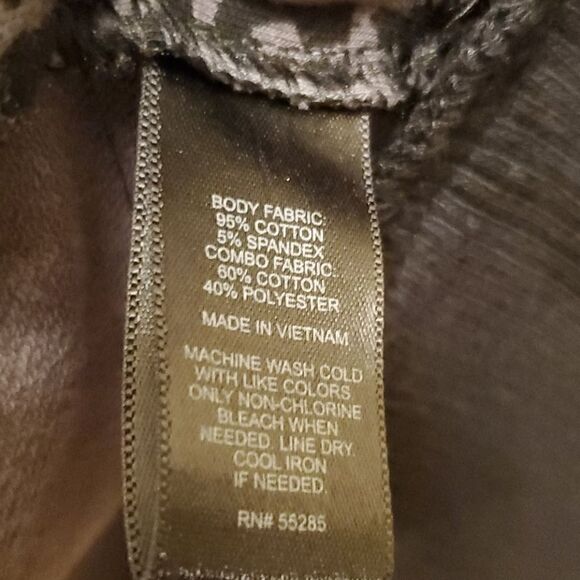 BODY FABRIC:
95% COTTON
5% SPANDEX
COMBO FABRIC:
60% COTTON
40% POLYESTER
MADE IN VIETNAM
MACHINE WASH COLD
WITH LIKE COLORS
ONLY NON-CHLORINE
BLEACH WHEN
NEEDED. LINE DRY.
COOL IRON
IF NEEDED.
RN# 55285